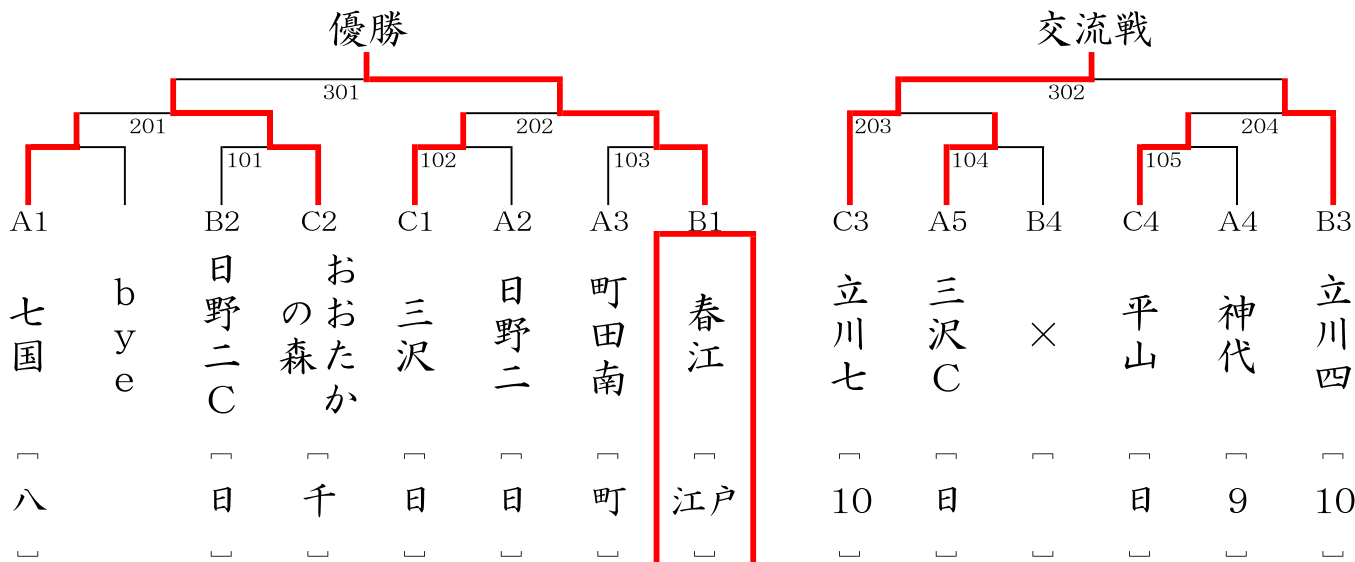 優勝 交流戦
301 302
201 202 203 204
101 102 103 104 105
A1 B2 C2 C1 A2 A3 B1 C3 A5 B4 C4 A4 B3
七国
bye
日野二C
おおたか
の森
三沢
日野二
町田南
春江
立川七
三沢C
×
平山
神代
立川四
八 日 千 日 日 町 江戸 10 日 日 9 10